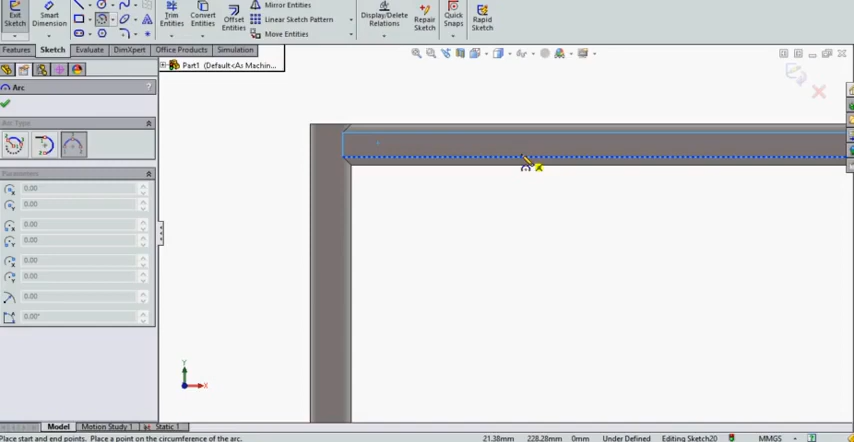 Exit Sketch
Smart Dimension
Trim Entities
Convert Entities
Offset Entities
Mirror Entities
Linear Sketch Pattern
Move Entities
Display/Delete Relations
Repair Sketch
Quick Snaps
Rapid Sketch
Features Sketch Evaluate DimXpert Office Products Simulation
Part1 (Default<As Machin...
Arc ?
Arc Type
Parameters
0.00
0.00
0.00
0.00
0.00
0.00
0.00
0.00°
Y
X
Model Motion Study 1 Static 1
Place start and end points. Place a point on the circumference of the arc. 21.38mm 228.28mm 0mm Under Defined Editing Sketch20 MMGS